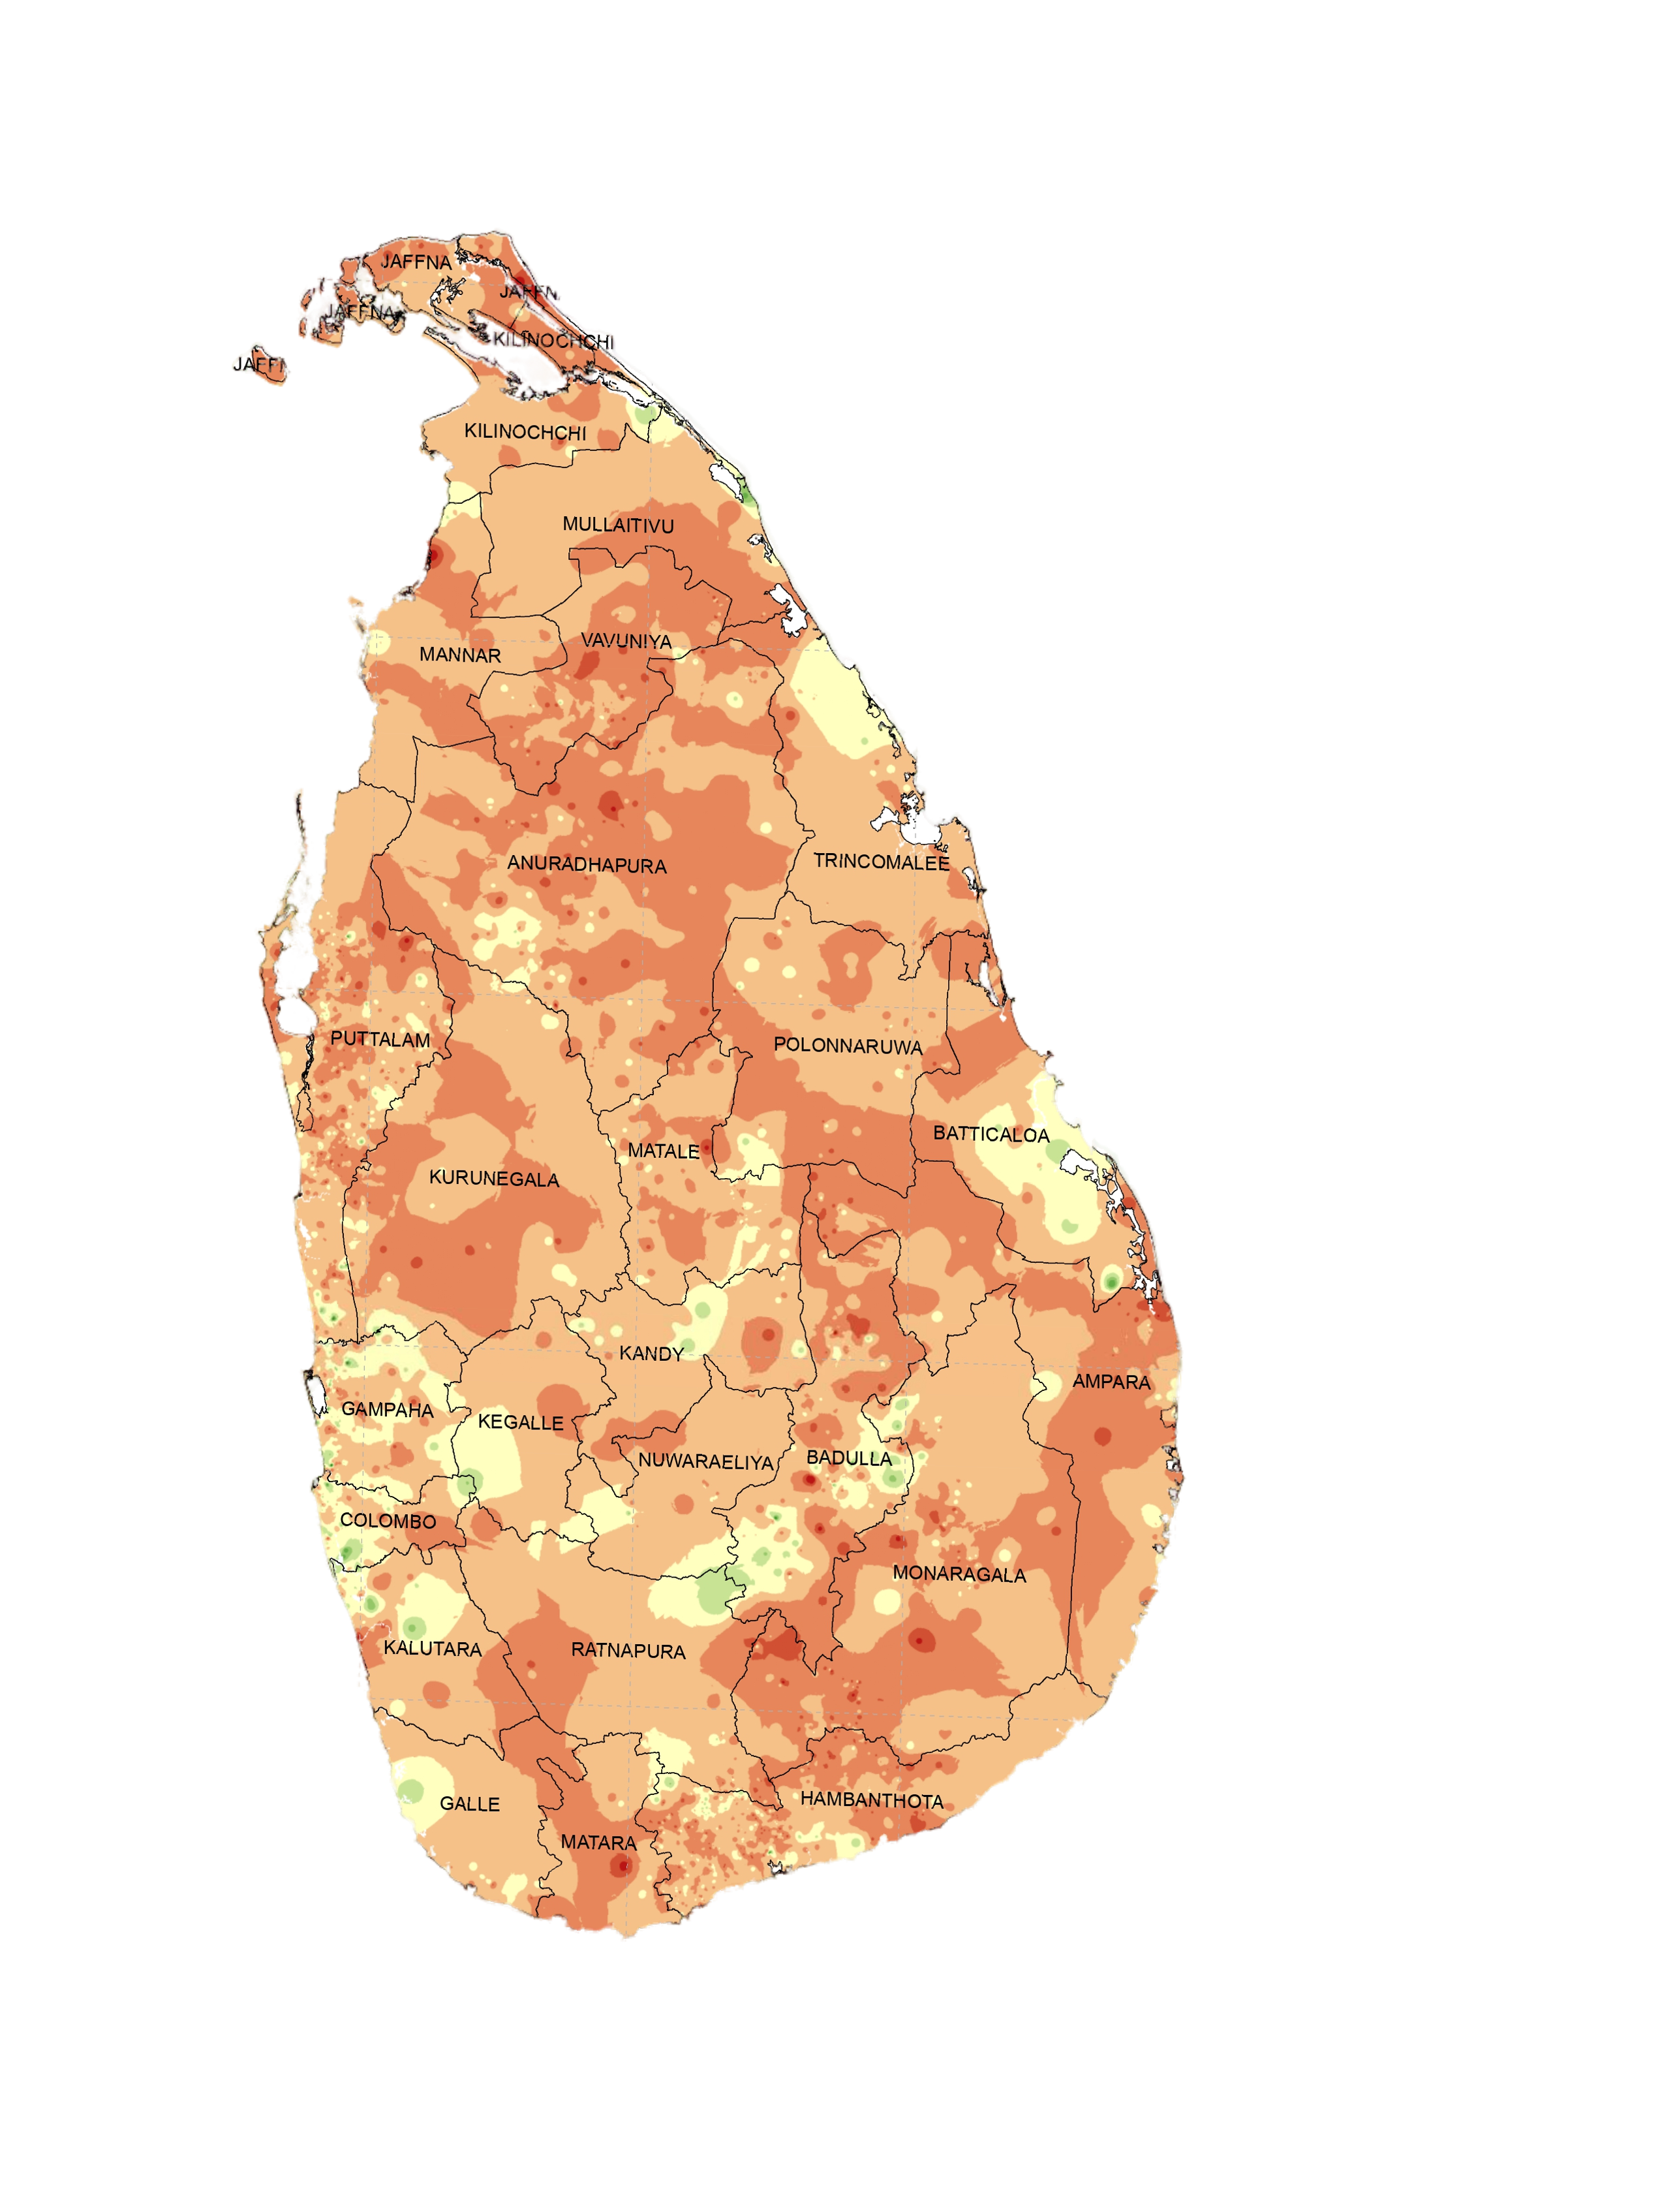 JAFFNA
JAFFN
JAFFNA
KILINOCHCHI
JAFF
KILINOCHCHI
MULLAITIVU
VAVUNIYA
MANNAR
ANURADHAPURA
TRINCOMALEE
PUTTALAM
POLONNARUWA
BATTICALOA
MATALE
KURUNEGALA
KANDY
AMPARA
GAMPAHA
KEGALLE
NUWARAELIYA
BADULLA
COLOMBO
MONARAGALA
KALUTARA
RATNAPURA
HAMBANTHOTA
GALLE
MATARA